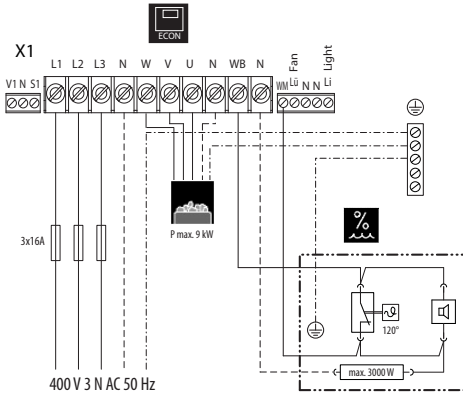 ECON
X1
L1 L2 L3 N W V U N WB N
V1 N S1
WM Lü N N Li
Fan
Light
3x16A
P max. 9 kW
%
120°
max. 3000 W
400 V 3 N AC 50 Hz